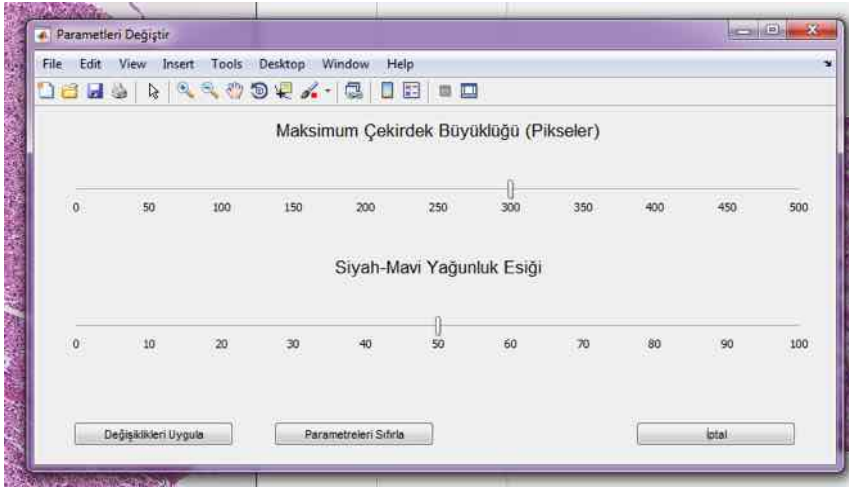 Parametleri Değiştir
File Edit View Insert Tools Desktop Window Help
Maksimum Çekirdek Büyüklüğü (Pikseler)
0 50 100 150 200 250 300 350 400 450 500
Siyah-Mavi Yağunluk Esiği
0 10 20 30 40 50 60 70 80 90 100
Değişiklikleri Uygula Parametreleri Sıfırla İptal